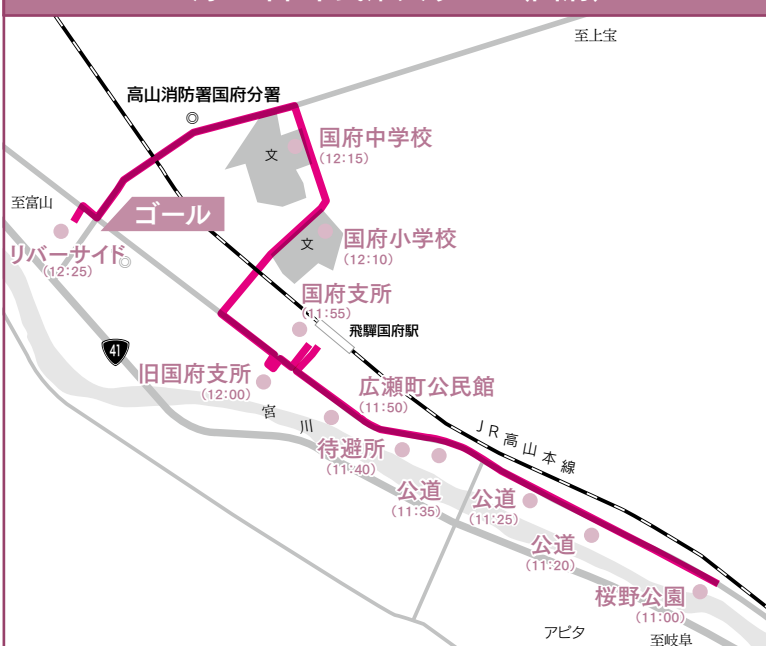 至上宝
高山消防署国府分署
文
国府中学校
(12:15)
至富山
ゴール
リバーサイド
(12:25)
文
国府小学校
(12:10)
国府支所
(11:55)
飛騨国府駅
41
旧国府支所
(12:00)
広瀬町公民館
(11:50)
宮川
JR高山本線
待避所
(11:40)
公道
(11:35)
公道
(11:25)
公道
(11:20)
桜野公園
(11:00)
アピタ
至岐阜